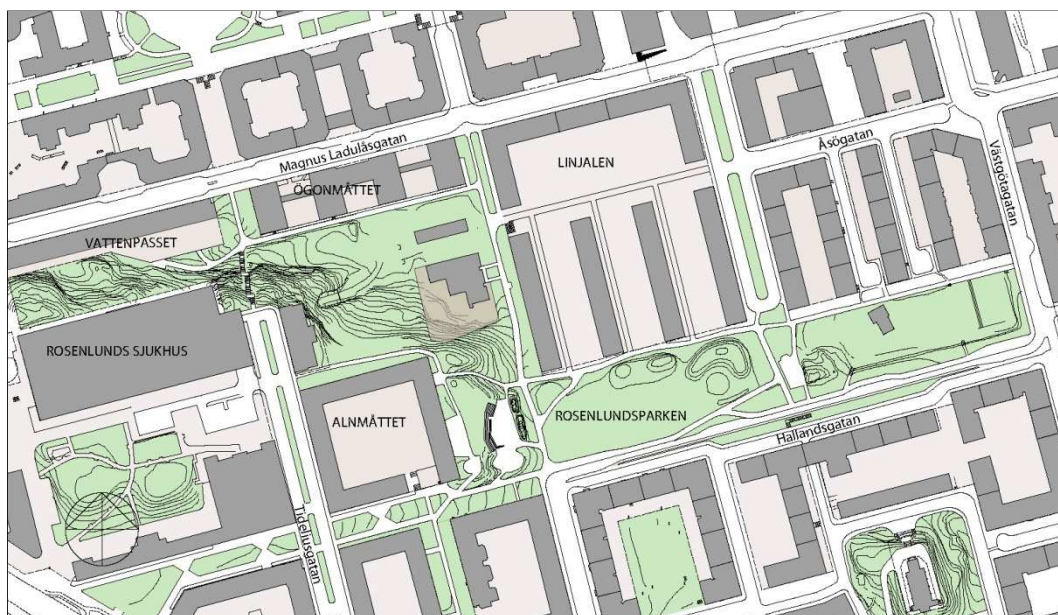 Magnus Ladulåsgatan
LINJALEN
Åsögatan
Västgötagatan
ÖGONMÅTTET
VATTENPASSET
ROSENLUNDS SJUKHUS
ALNMÅTTET
ROSENLUNDSPARKEN
Hallandsgatan
Tideliusgatan